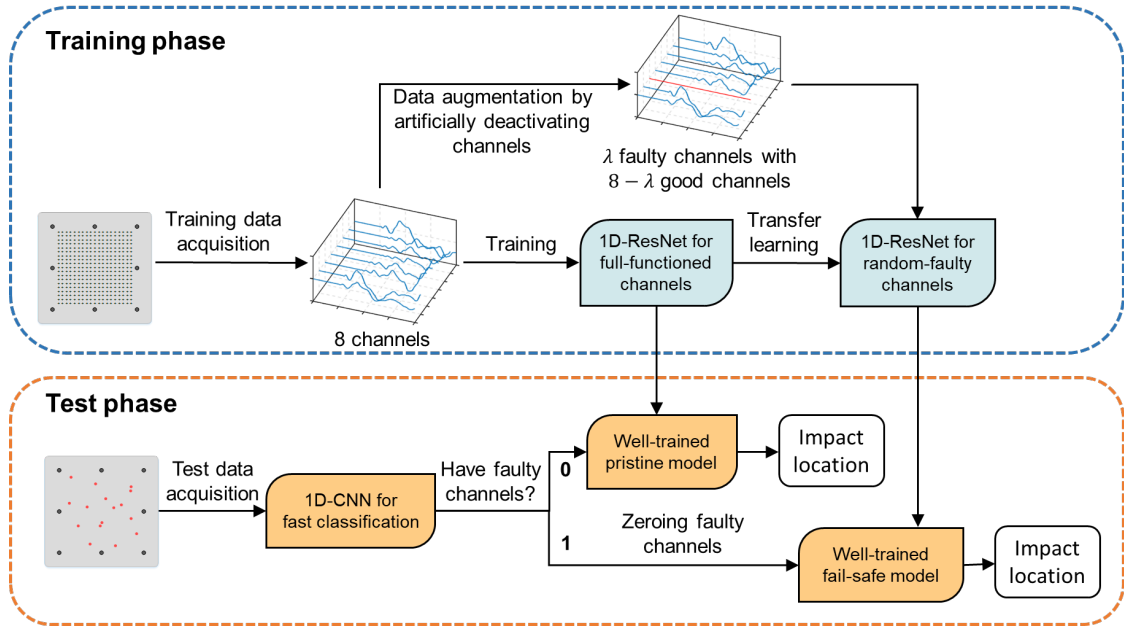 Training phase
Data augmentation by
artificially deactivating
channels
λ faulty channels with
8 − λ good channels
Training data
acquisition
8 channels
Training
1D-ResNet for
full-functioned
channels
Transfer
learning
1D-ResNet for
random-faulty
channels
Test phase
Test data
acquisition
1D-CNN for
fast classification
Have faulty
channels?
0
Well-trained
pristine model
Impact
location
1
Zeroing faulty
channels
Well-trained
fail-safe model
Impact
location